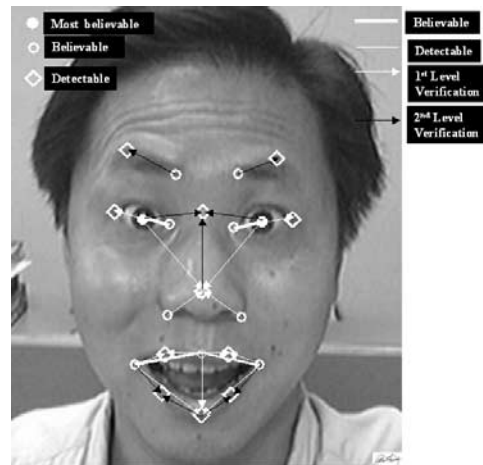 Most believable
Believable
Detectable
Believable
Detectable
1st Level
Verification
2nd Level
Verification